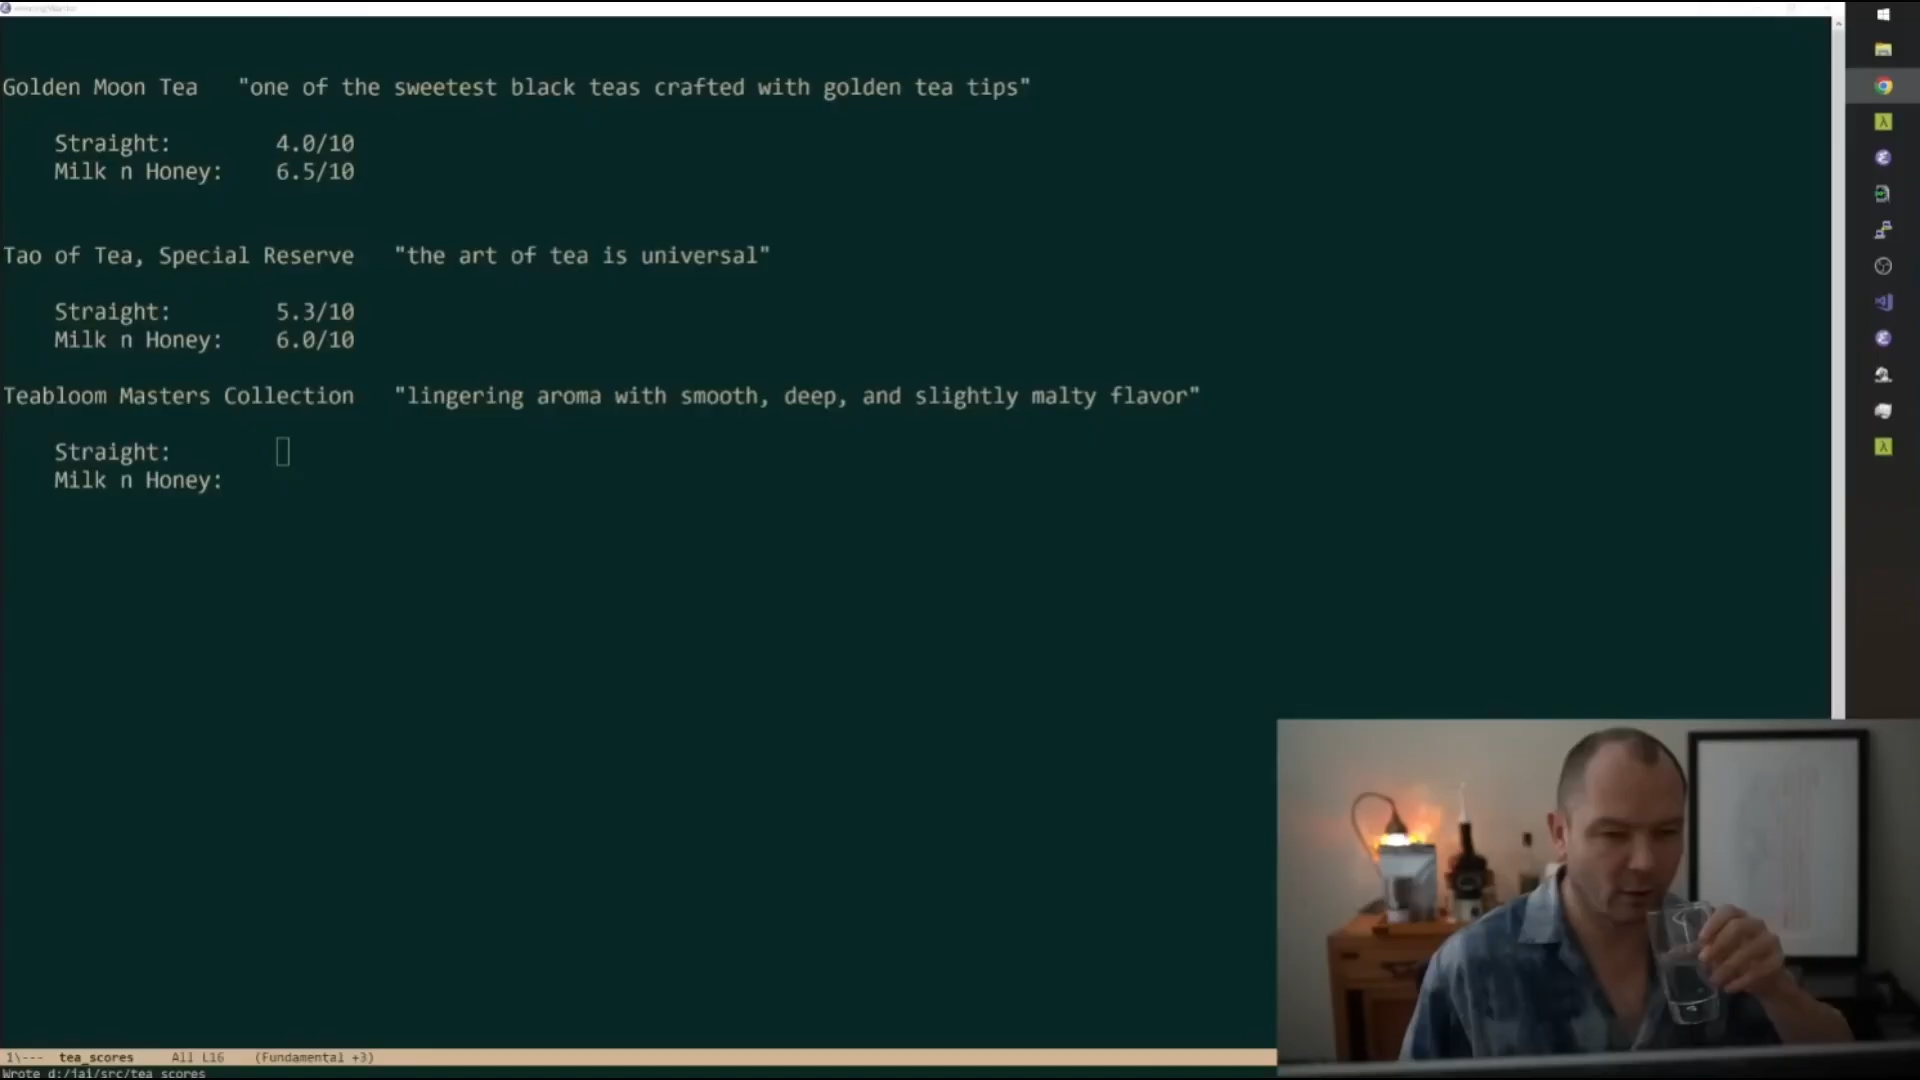 Golden Moon Tea "one of the sweetest black teas crafted with golden tea tips"
Straight: 4.0/10
Milk n Honey: 6.5/10
Tao of Tea, Special Reserve "the art of tea is universal"
Straight: 5.3/10
Milk n Honey: 6.0/10
Teabloom Masters Collection "lingering aroma with smooth, deep, and slightly malty flavor"
Straight:
Milk n Honey:
1\--- tea_scores All L16 (Fundamental +3)
Wrote d:/jai/src/tea_scores